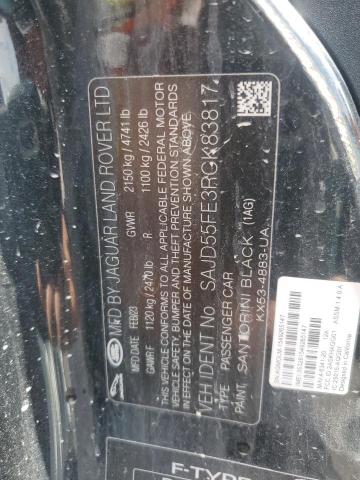 MFD BY JAGUAR LAND ROVER LTD
GVWR 2150 kg / 4741 lb
FEB/23
GAWR F 1120 kg / 2470 lb R 1100 kg / 2426 lb
THIS VEHICLE CONFORMS TO ALL APPLICABLE FEDERAL MOTOR
VEHICLE SAFETY, BUMPER AND THEFT PREVENTION STANDARDS
IN EFFECT ON THE DATE OF MANUFACTURE SHOWN ABOVE.
VEH IDENT No SAJD55FE3RGK83817
TYPE: PASSENGER CAR
PAINT. SANTORINI BLACK (1AG)
KX53-4883-UA
F-TYPE